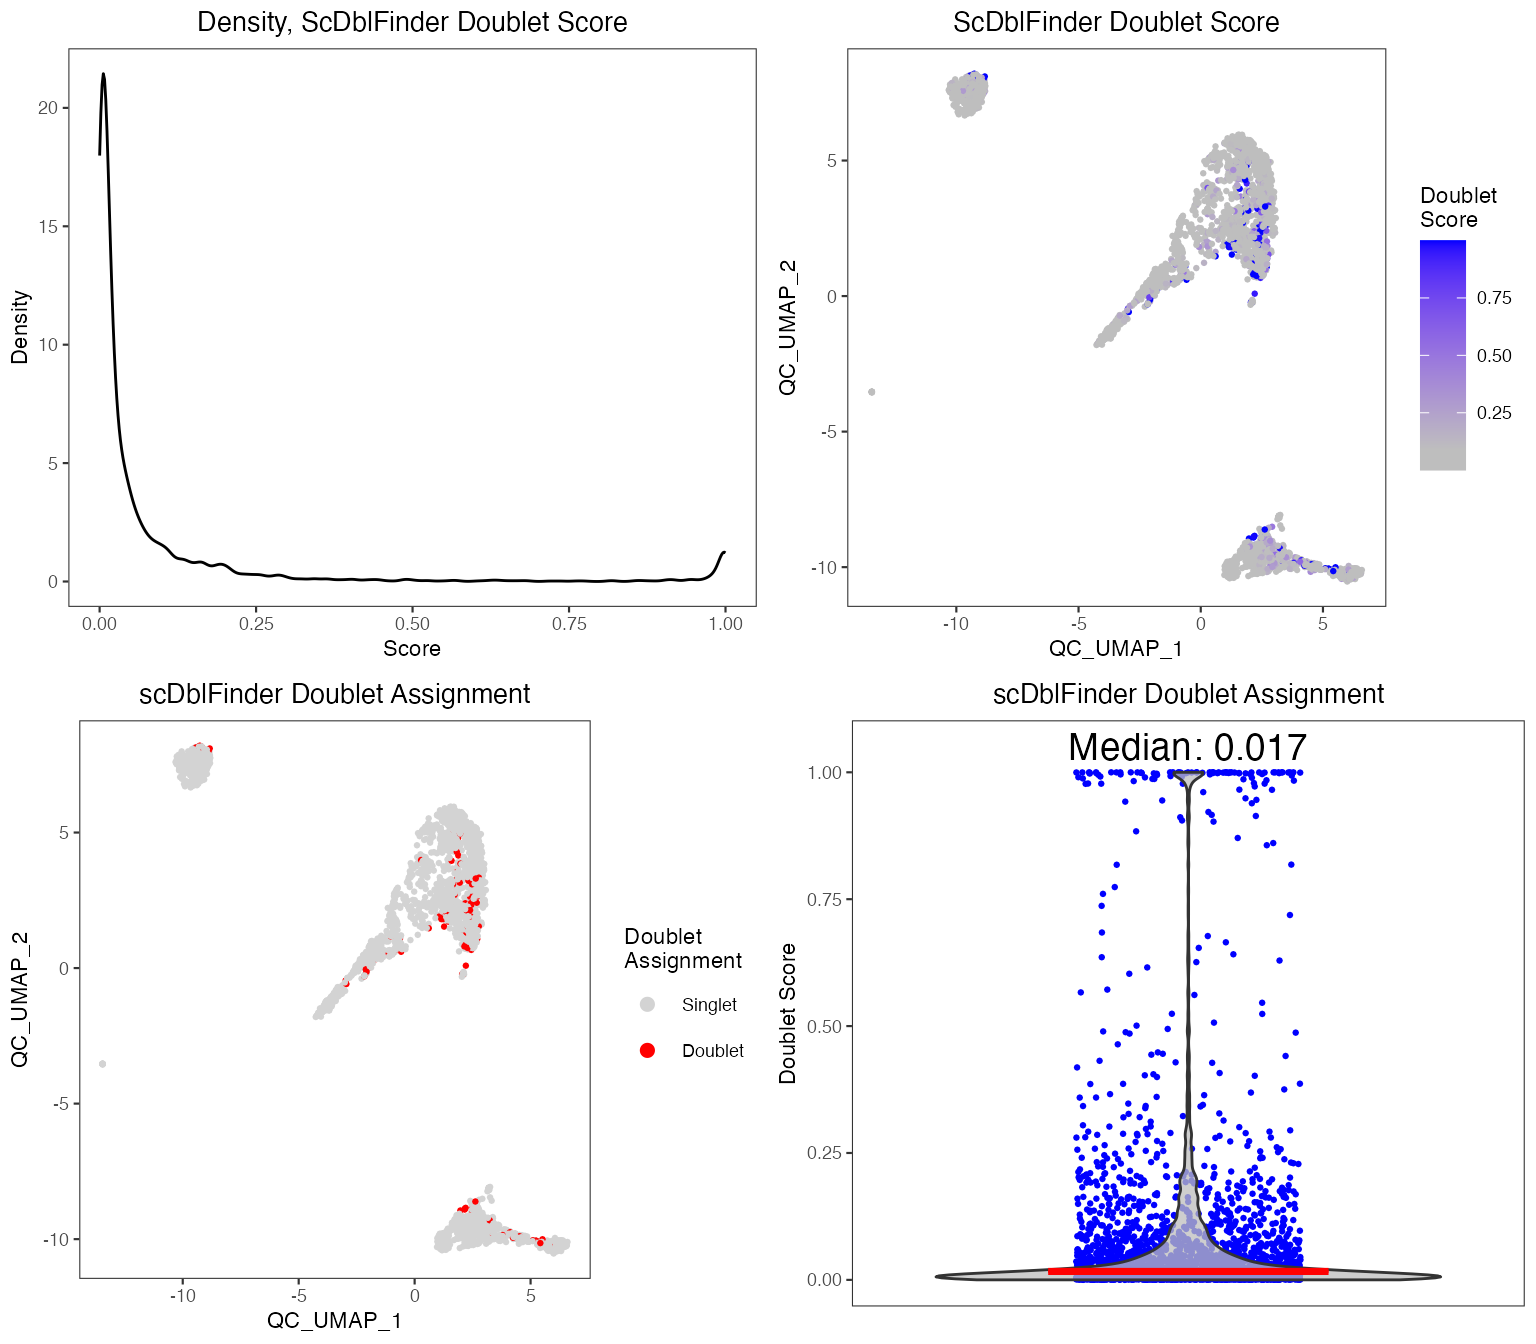 Density, ScDblFinder Doublet Score
20
15
10
5
0
Density
0.00
0.25
0.50
0.75
1.00
Score
ScDblFinder Doublet Score
5
0
-5
-10
QC_UMAP_2
-10
-5
0
5
QC_UMAP_1
Doublet
Score
0.75
0.50
0.25
scDblFinder Doublet Assignment
5
0
-5
-10
QC_UMAP_2
-10
-5
0
5
QC_UMAP_1
Doublet
Assignment
Singlet
Doublet
scDblFinder Doublet Assignment
Median: 0.017
1.00
0.75
0.50
0.25
0.00
Doublet Score